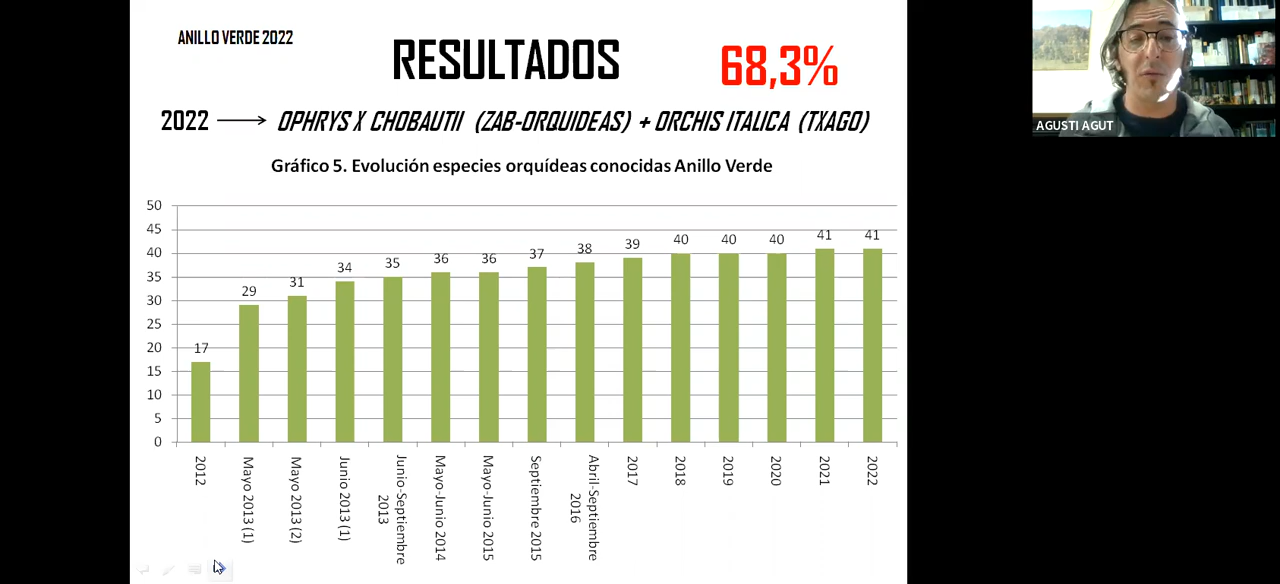 ANILLO VERDE 2022
RESULTADOS
68,3%
2022 → OPHRYS X CHOBAUTII (ZAB-ORQUIDEAS) + ORCHIS ITALICA (TXAGO)
Gráfico 5. Evolución especies orquídeas conocidas Anillo Verde
50
45
40
35
30
25
20
15
10
5
0
17
29
31
34
35
36
36
37
38
39
40
40
40
41
41
2012
Mayo 2013 (1)
Mayo 2013 (2)
Junio 2013 (1)
Junio-Septiembre
2013
Mayo-Junio 2014
Mayo-Junio 2015
Septiembre 2015
Abril-Septiembre
2016
2017
2018
2019
2020
2021
2022
AGUSTI AGUT